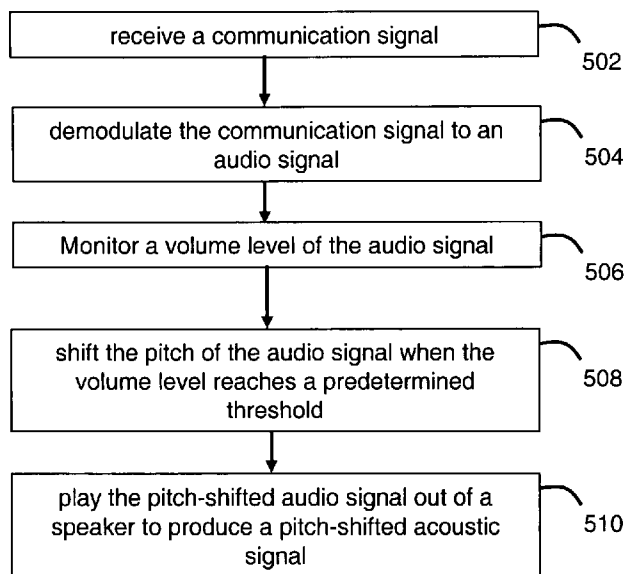 receive a communication signal
502
demodulate the communication signal to an
audio signal
504
Monitor a volume level of the audio signal
506
shift the pitch of the audio signal when the
volume level reaches a predetermined
threshold
508
play the pitch-shifted audio signal out of a
speaker to produce a pitch-shifted acoustic
signal
510